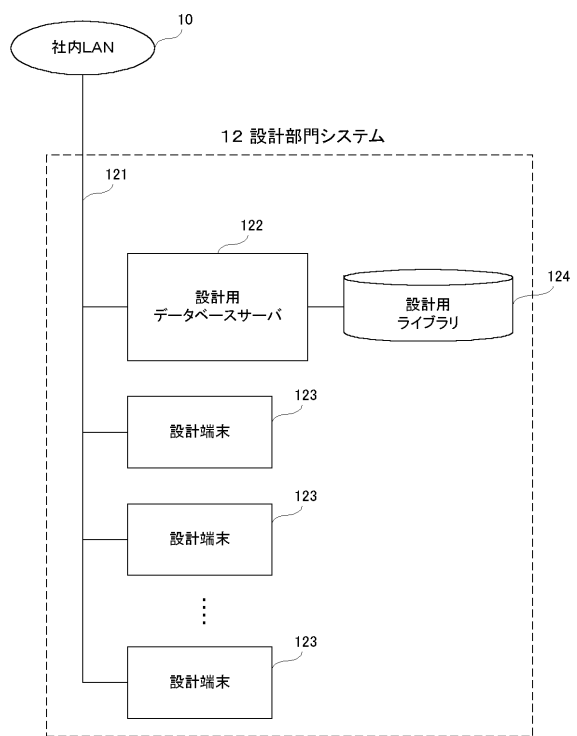 10
社内LAN
12 設計部門システム
121
122
設計用
データベースサーバ
設計用
ライブラリ
124
123
設計端末
123
設計端末
123
設計端末